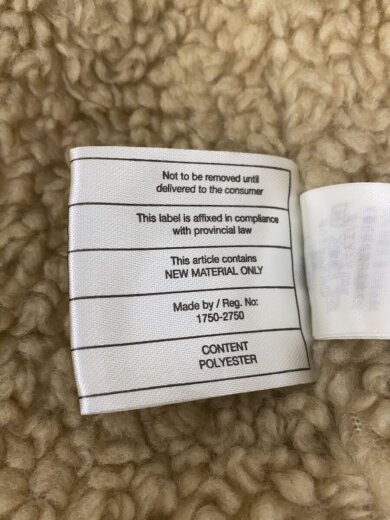 Not to be removed until
delivered to the consumer
This label is affixed in compliance
with provincial law
This article contains
NEW MATERIAL ONLY
Made by / Reg. No:
1750-2750
CONTENT
POLYESTER